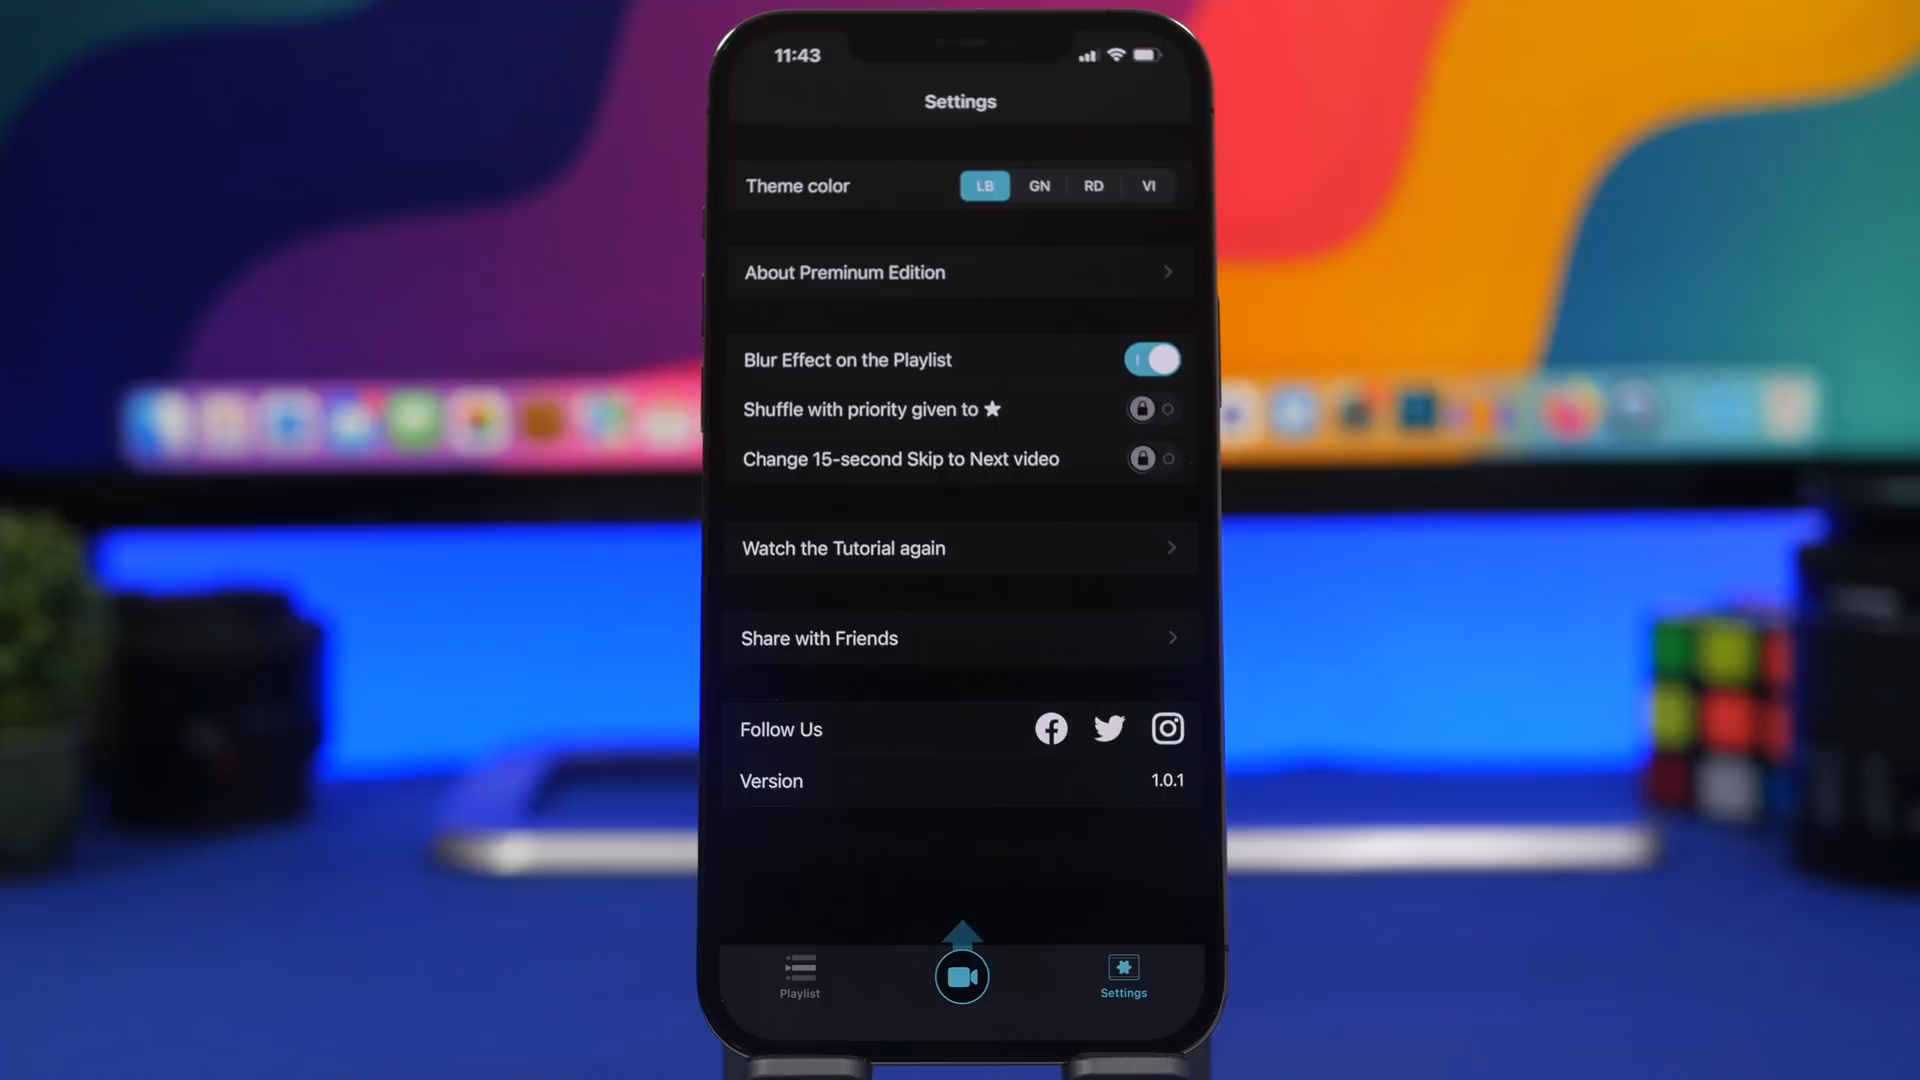 11:43
Settings
Theme color LB GN RD VI
About Preminum Edition
Blur Effect on the Playlist
Shuffle with priority given to ★
Change 15-second Skip to Next video
Watch the Tutorial again
Share with Friends
Follow Us
Version 1.0.1
Playlist Settings